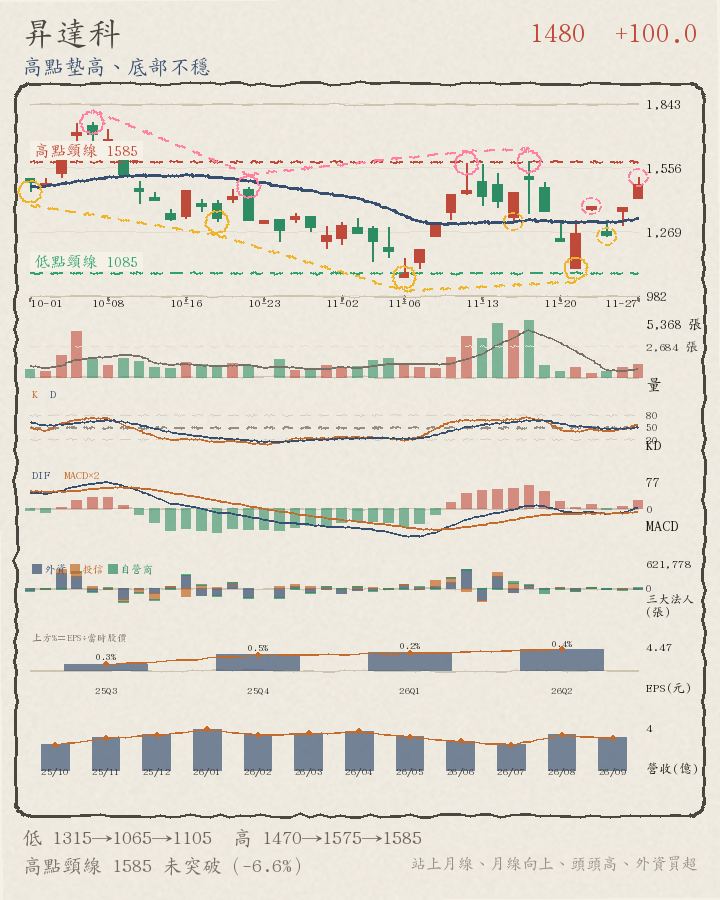 昇達科
1480 +100.0
高點墊高、底部不穩
1,843
高點頸線 1585
1,556
1,269
低點頸線 1085
982
10-01 10-08 10-16 10-23 11-02 11-06 11-13 11-20 11-27
5,368 張
2,684 張
量
K D
80
50
20
KD
DIF MACD×2
77
0
MACD
外資 投信 自營商
621,778
0
三大法人
(張)
上方%=EPS÷當時股價
0.3% 0.5% 0.2% 0.4%
4.47
25Q3 25Q4 26Q1 26Q2
EPS(元)
4
25/10 25/11 25/12 26/01 26/02 26/03 26/04 26/05 26/06 26/07 26/08 26/09
營收(億)
低 1315→1065→1105 高 1470→1575→1585
高點頸線 1585 未突破 (-6.6%)
站上月線、月線向上、頭頭高、外資買超